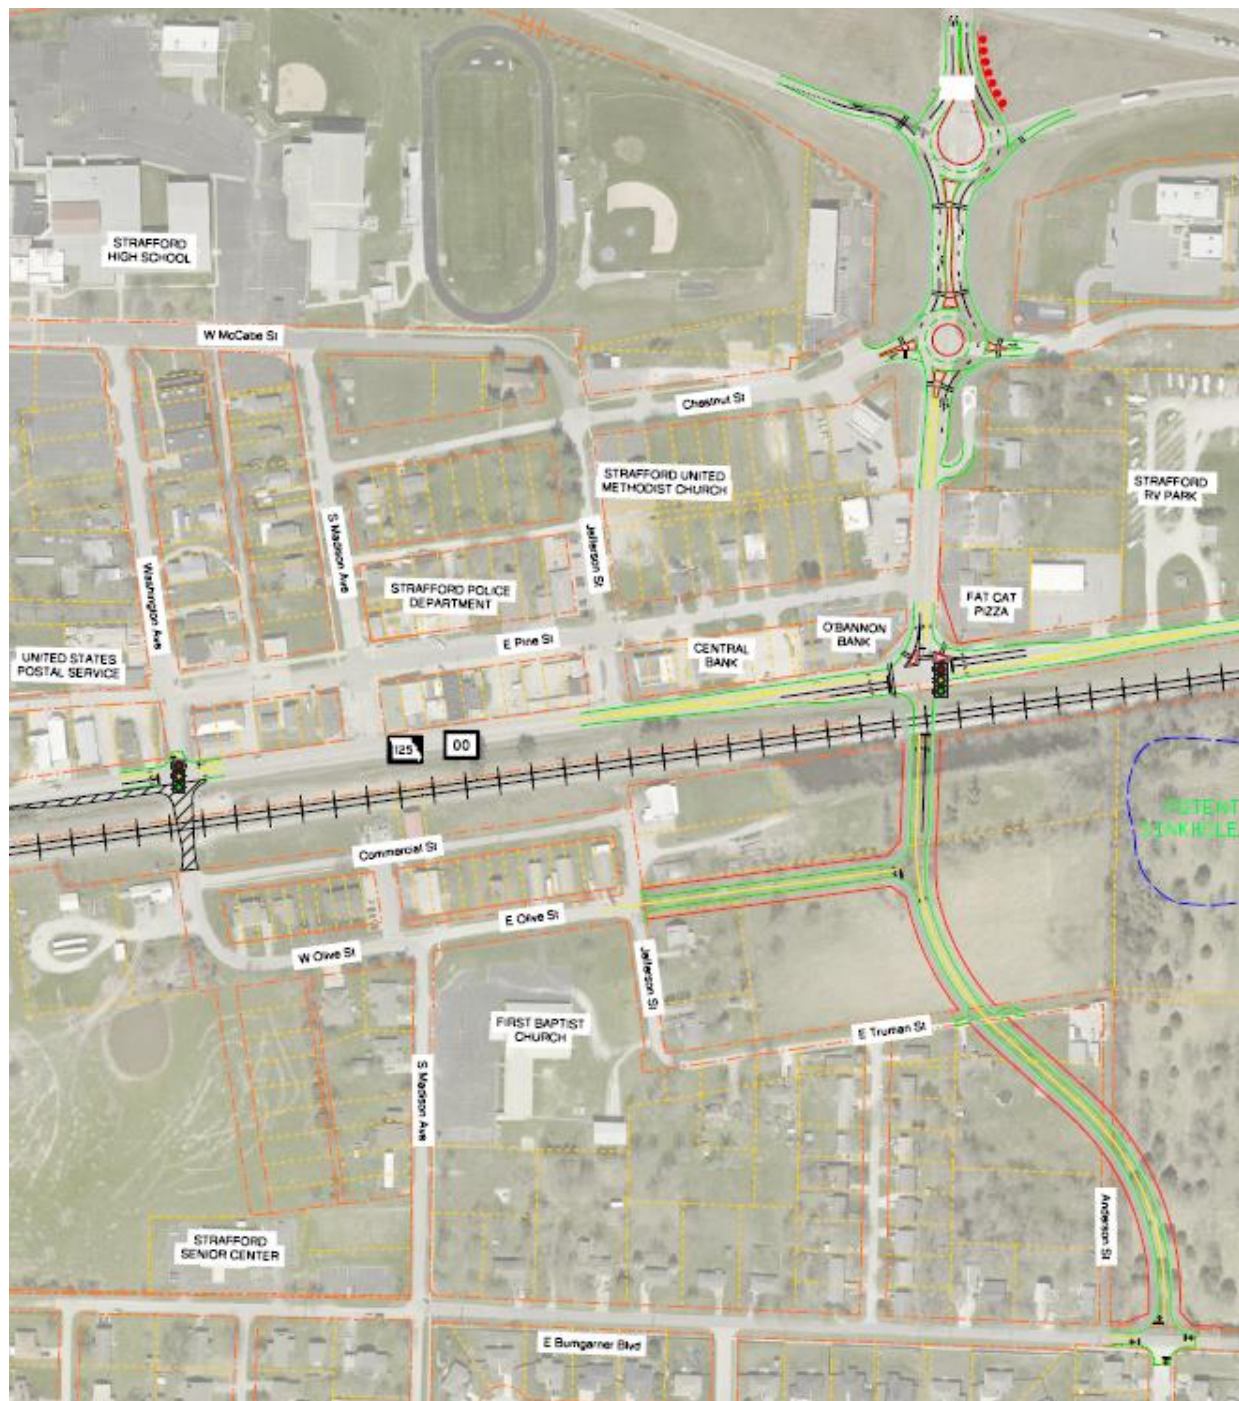 STRAFFORD
HIGH SCHOOL
W McCabe St
Chestnut St
STRAFFORD UNITED
METHODIST CHURCH
STRAFFORD
RV PARK
S Madison Ave
Jefferson St
Washington Ave
STRAFFORD POLICE
DEPARTMENT
FAT CAT
PIZZA
E Pine St
O'BANNON
BANK
CENTRAL
BANK
UNITED STATES
POSTAL SERVICE
125
OO
POTENT
SINKHOLE
Commercial St
E Olive St
W Olive St
Jefferson St
FIRST BAPTIST
CHURCH
E Truman St
S Madison Ave
Anderson St
STRAFFORD
SENIOR CENTER
E Bumgarner Blvd